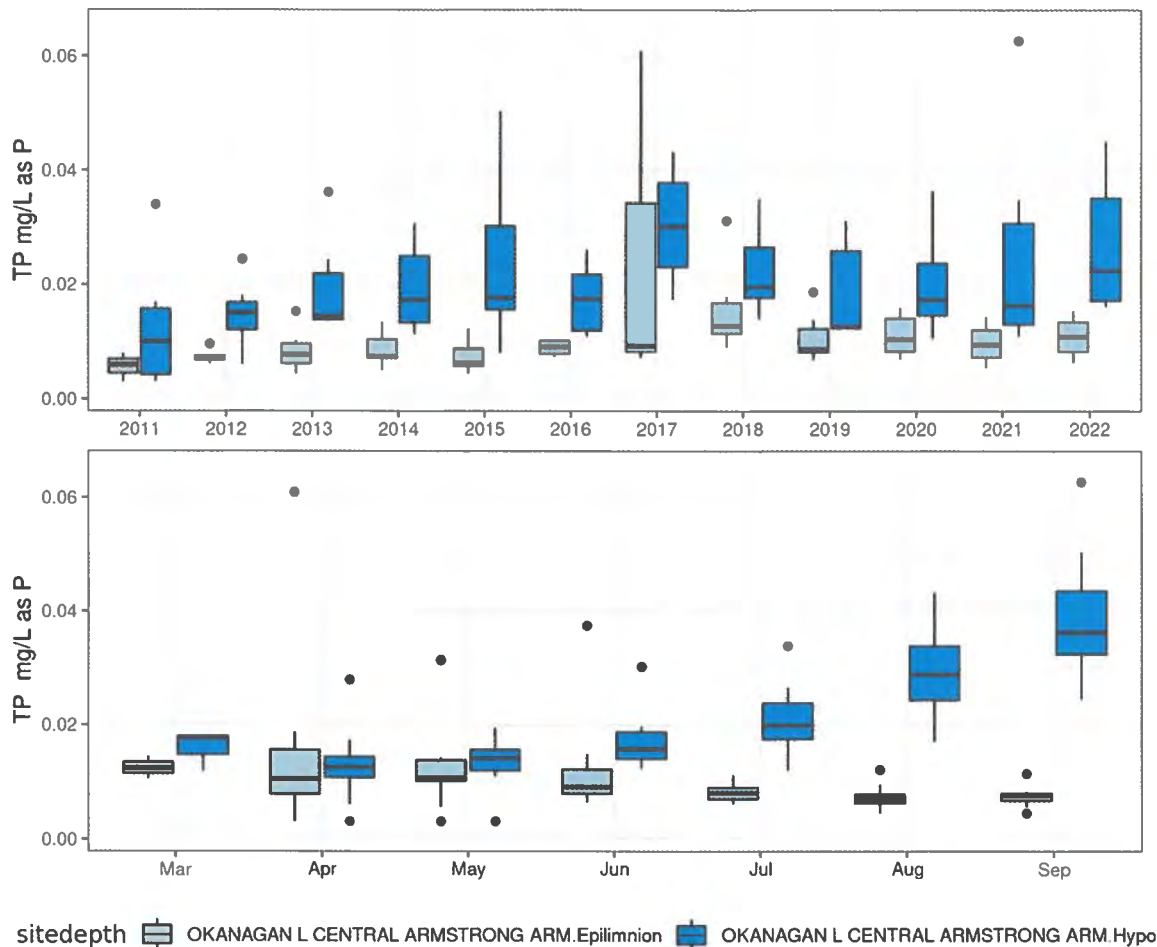 TP mg/L as P
0.06
0.04
0.02
0.00
2011 2012 2013 2014 2015 2016 2017 2018 2019 2020 2021 2022
TP mg/L as P
0.06
0.04
0.02
0.00
Mar Apr May Jun Jul Aug Sep
sitedepth OKANAGAN L CENTRAL ARMSTRONG ARM.Epilimnion OKANAGAN L CENTRAL ARMSTRONG ARM.Hypo